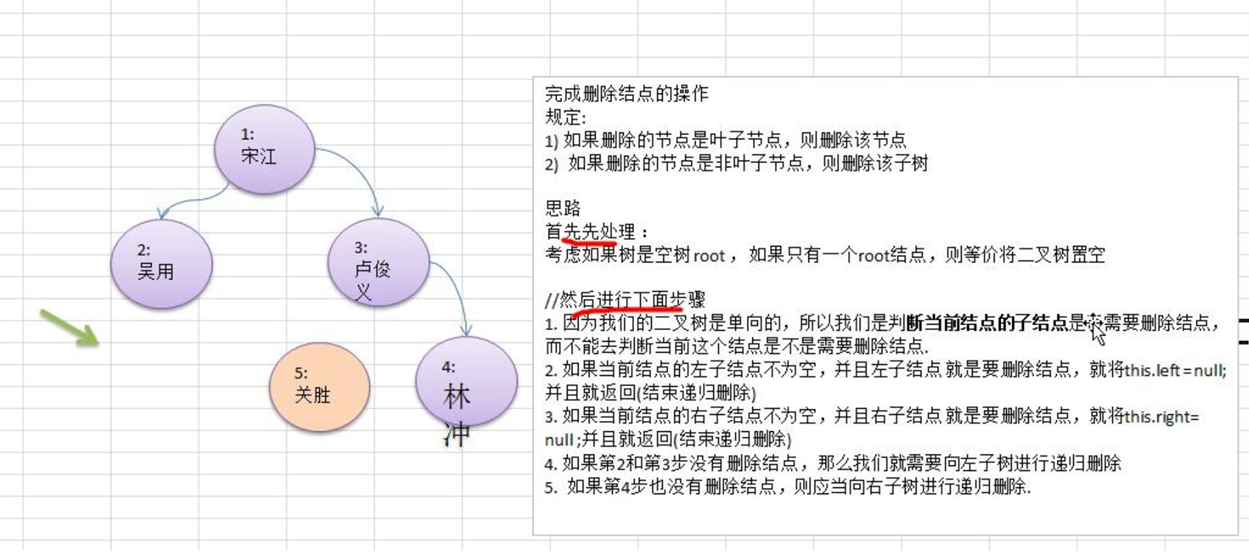 1:
宋江
2:
吴用
3:
卢俊
义
4:
林
冲
5:
关胜
完成删除结点的操作
规定:
1) 如果删除的节点是叶子节点，则删除该节点
2) 如果删除的节点是非叶子节点，则删除该子树
思路
首先先处理：
考虑如果树是空树root，如果只有一个root结点，则等价将二叉树置空
//然后进行下面步骤
1. 因为我们的二叉树是单向的，所以我们是判断当前结点的子结点是 需要删除结点，
而不能去判断当前这个结点是不是需要删除结点.
2. 如果当前结点的左子结点不为空，并且左子结点 就是要删除结点，就将this.left = null;
并且就返回(结束递归删除)
3. 如果当前结点的右子结点不为空，并且右子结点 就是要删除结点，就将this.right=
null ;并且就返回(结束递归删除)
4. 如果第2和第3步没有删除结点，那么我们就需要向左子树进行递归删除
5. 如果第4步也没有删除结点，则应当向右子树进行递归删除.